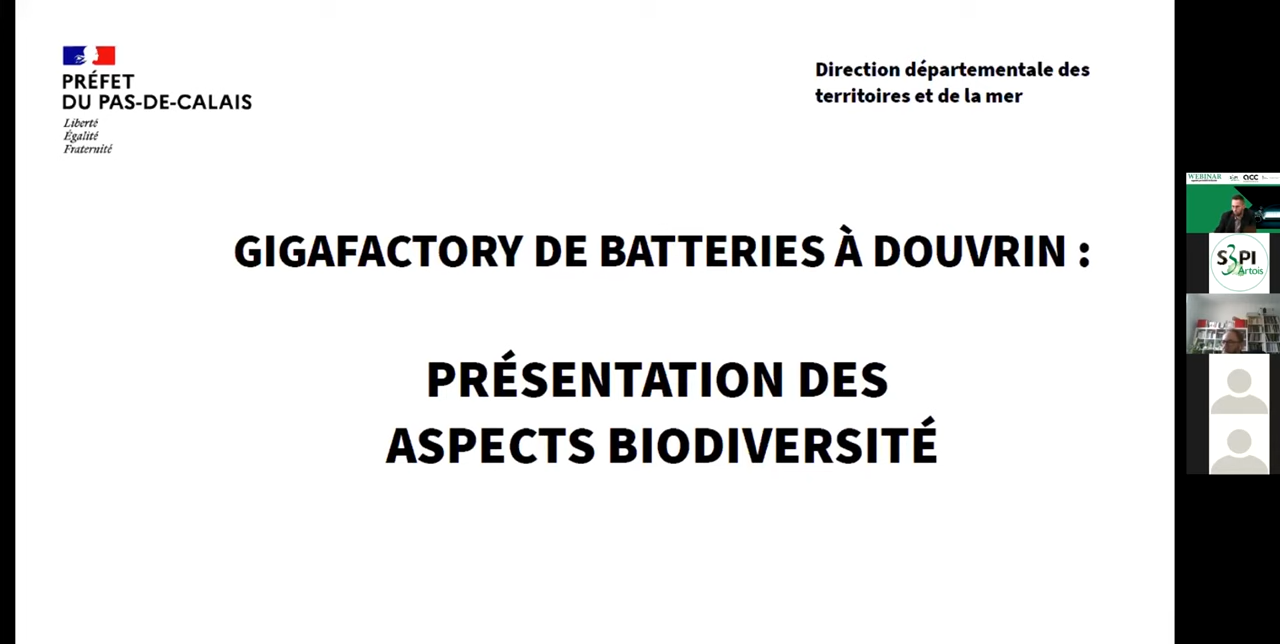 PRÉFET
DU PAS-DE-CALAIS
Liberté
Égalité
Fraternité
Direction départementale des
territoires et de la mer
GIGAFACTORY DE BATTERIES À DOUVRIN :
PRÉSENTATION DES
ASPECTS BIODIVERSITÉ
WEBINAR
acc
S3PI
Artois